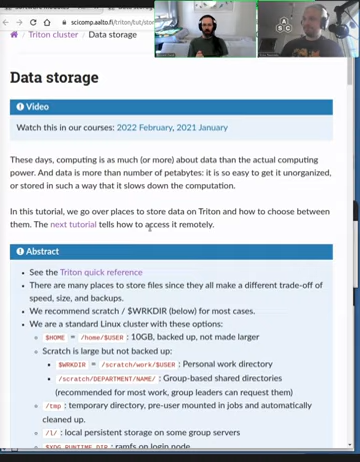 scicomp.aalto.fi/triton/tut/stor
/ Triton cluster / Data storage
Data storage
Video
Watch this in our courses: 2022 February, 2021 January
These days, computing is as much (or more) about data than the actual computing
power. And data is more than number of petabytes: it is so easy to get it unorganized,
or stored in such a way that it slows down the computation.
In this tutorial, we go over places to store data on Triton and how to choose between
them. The next tutorial tells how to access it remotely.
Abstract
• See the Triton quick reference
• There are many places to store files since they all make a different trade-off of
speed, size, and backups.
• We recommend scratch / $WRKDIR (below) for most cases.
• We are a standard Linux cluster with these options:
• $HOME = /home/$USER : 10GB, backed up, not made larger
• Scratch is large but not backed up:
• $WRKDIR = /scratch/work/$USER : Personal work directory
• /scratch/DEPARTMENT/NAME/ : Group-based shared directories
(recommended for most work, group leaders can request them)
• /tmp : temporary directory, pre-user mounted in jobs and automatically
cleaned up.
• /l/ : local persistent storage on some group servers
• $XDG_RUNTIME_DIR : ramfs on login node